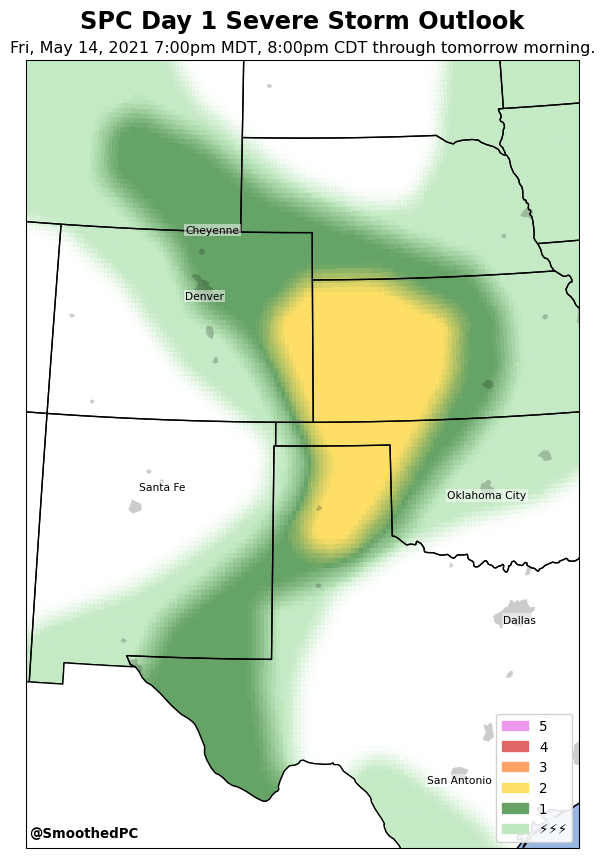 SPC Day 1 Severe Storm Outlook
Fri, May 14, 2021 7:00pm MDT, 8:00pm CDT through tomorrow morning.
Cheyenne
Denver
Santa Fe
Oklahoma City
Dallas
San Antonio
5
4
3
2
1
⚡⚡⚡
@SmoothedPC